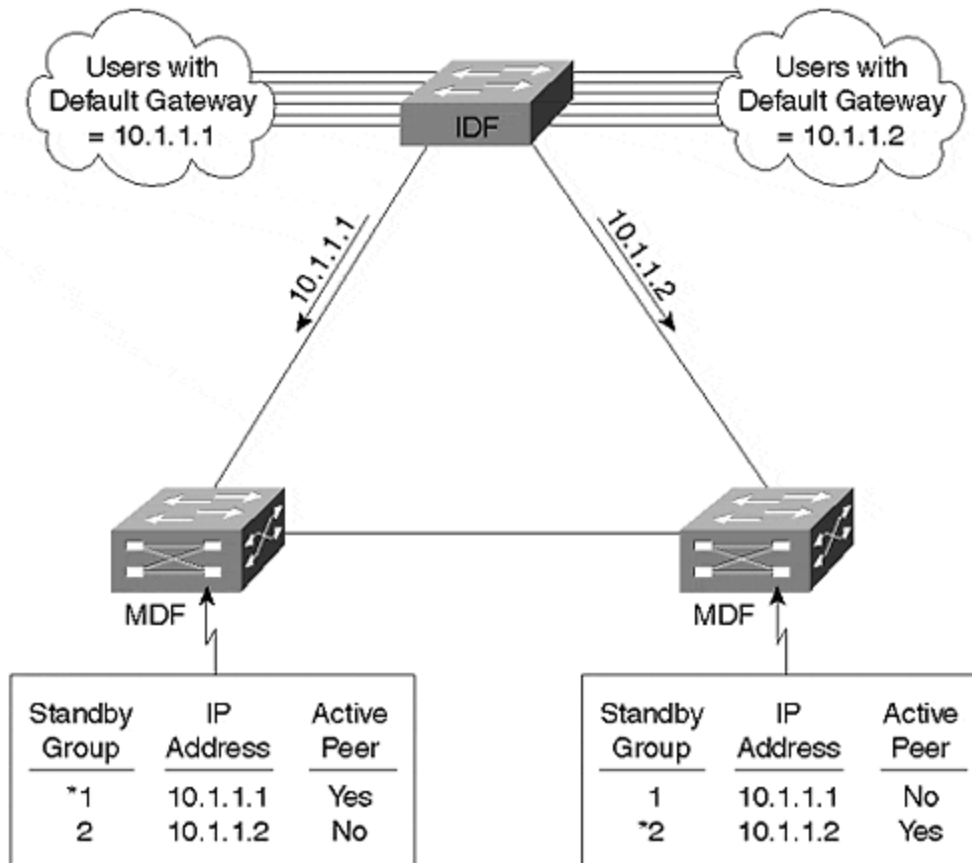 Users with
Default Gateway
= 10.1.1.1
IDF
Users with
Default Gateway
= 10.1.1.2
10.1.1.1
10.1.1.2
MDF
MDF
Standby Group IP Address Active Peer
*1 10.1.1.1 Yes
2 10.1.1.2 No
Standby Group IP Address Active Peer
1 10.1.1.1 No
*2 10.1.1.2 Yes